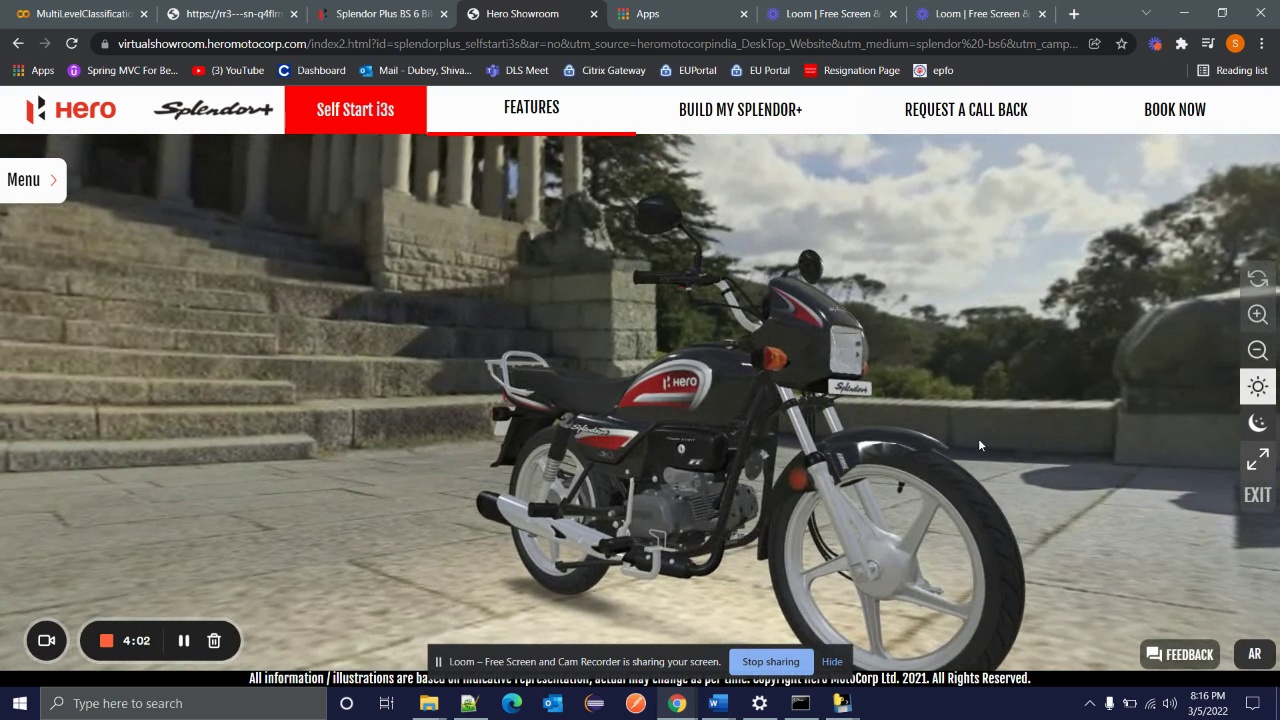 MultiLevelClassificatio
https://rr3---sn-q4flrn
Splendor Plus BS 6 Bi
Hero Showroom
Apps
Loom | Free Screen &
Loom | Free Screen &
virtualshowroom.heromotocorp.com/index2.html?id=splendorplus_selfstarti3s&at=no&utm_source=heromotocorpindia_DeskTop_Website&utm_medium=splendor%20-bs6&utm_camp...
S
Apps
Spring MVC For Be...
(3) YouTube
Dashboard
Mail - Dubey, Shiva...
DLS Meet
Citrix Gateway
EUPortal
EU Portal
Resignation Page
epfo
Reading list
Hero
Splendor+
Self Start i3s
FEATURES
BUILD MY SPLENDOR+
REQUEST A CALL BACK
BOOK NOW
Menu
Splendor+
Hero
Splendor+
EXIT
4:02
Loom – Free Screen and Cam Recorder is sharing your screen.
Stop sharing
Hide
FEEDBACK
AR
All information / illustrations are based on indicative representation, actual may change as per time. Copyright Hero MotoCorp Ltd. 2021. All Rights Reserved.
Type here to search
8:16 PM
3/5/2022